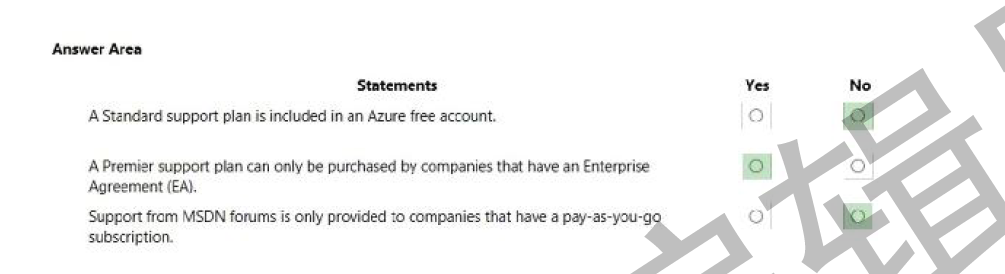 Answer Area
Statements Yes No
A Standard support plan is included in an Azure free account.
A Premier support plan can only be purchased by companies that have an Enterprise
Agreement (EA).
Support from MSDN forums is only provided to companies that have a pay-as-you-go
subscription.
辑